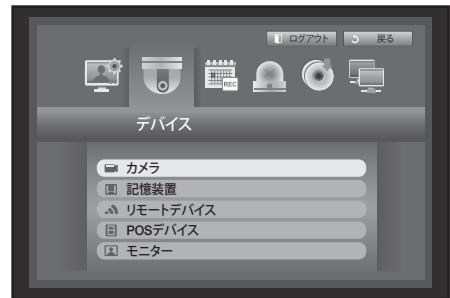 ログアウト 戻る
REC
デバイス
カメラ
記憶装置
リモートデバイス
POSデバイス
モニター